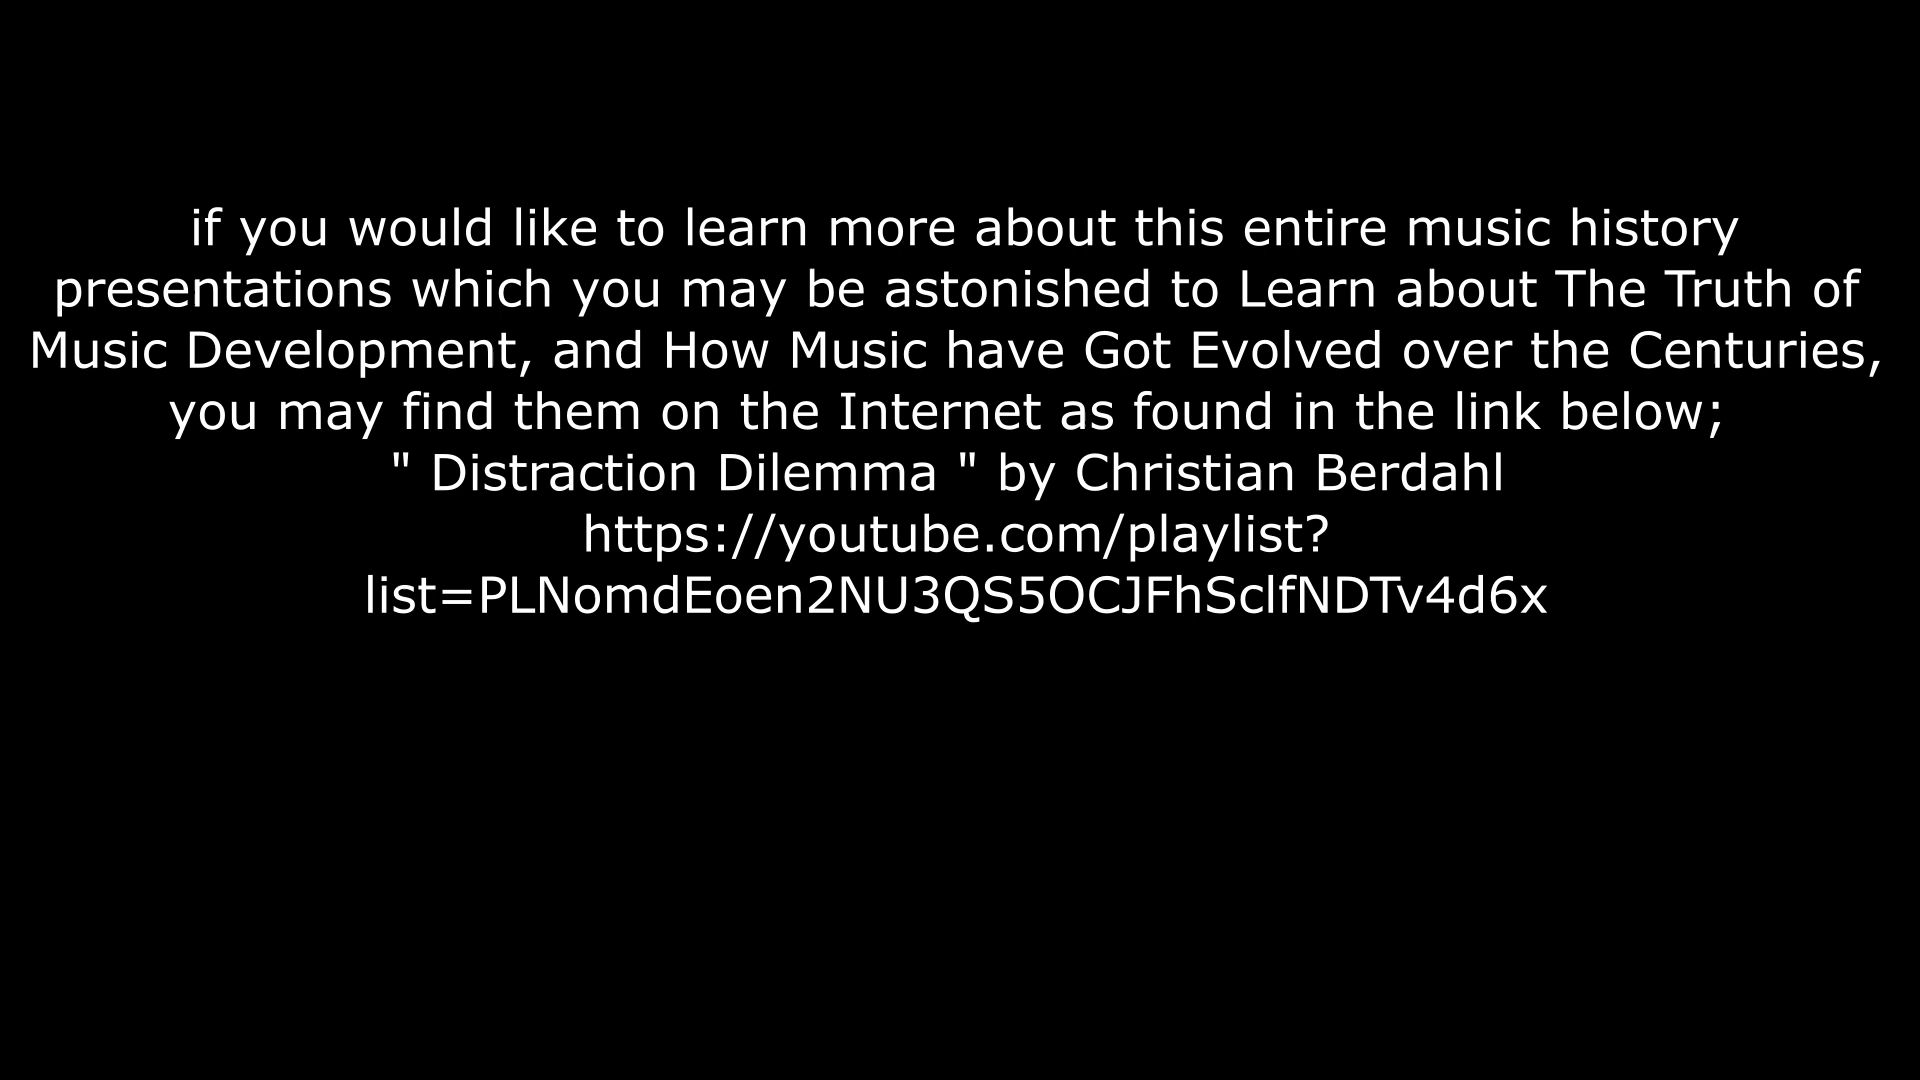 if you would like to learn more about this entire music history
presentations which you may be astonished to Learn about The Truth of
Music Development, and How Music have Got Evolved over the Centuries,
you may find them on the Internet as found in the link below;
" Distraction Dilemma " by Christian Berdahl
https://youtube.com/playlist?
list=PLNomdEoen2NU3QS5OCJFhSclfNDTv4d6x